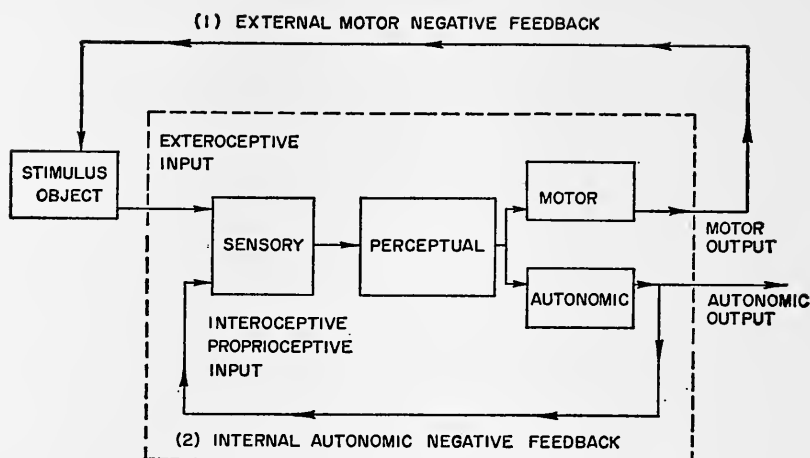 (1) EXTERNAL MOTOR NEGATIVE FEEDBACK
EXTEROCEPTIVE
INPUT
STIMULUS
OBJECT
SENSORY
PERCEPTUAL
MOTOR
MOTOR
OUTPUT
AUTONOMIC
AUTONOMIC
OUTPUT
INTEROCEPTIVE
PROPRIOCEPTIVE
INPUT
(2) INTERNAL AUTONOMIC NEGATIVE FEEDBACK